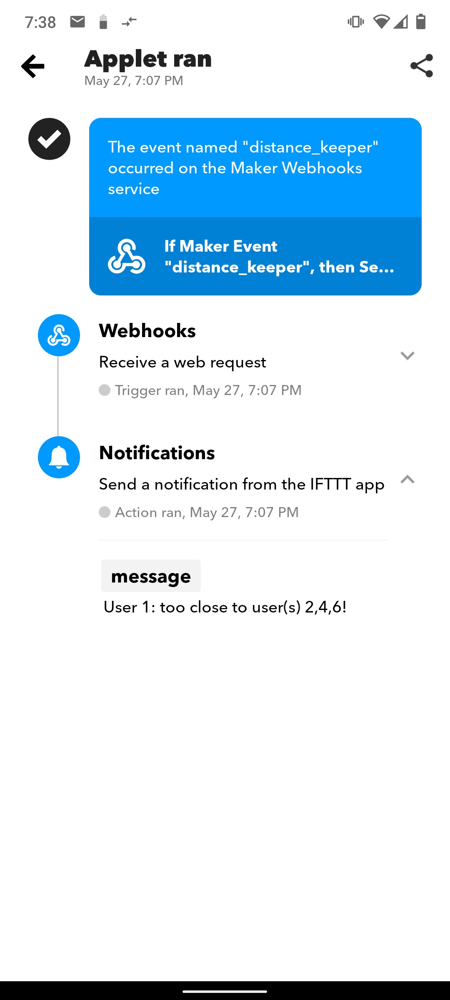 7:38
Applet ran
May 27, 7:07 PM
The event named "distance_keeper"
occurred on the Maker Webhooks
service
If Maker Event
"distance_keeper", then Se...
Webhooks
Receive a web request
Trigger ran, May 27, 7:07 PM
Notifications
Send a notification from the IFTTT app
Action ran, May 27, 7:07 PM
message
User 1: too close to user(s) 2,4,6!